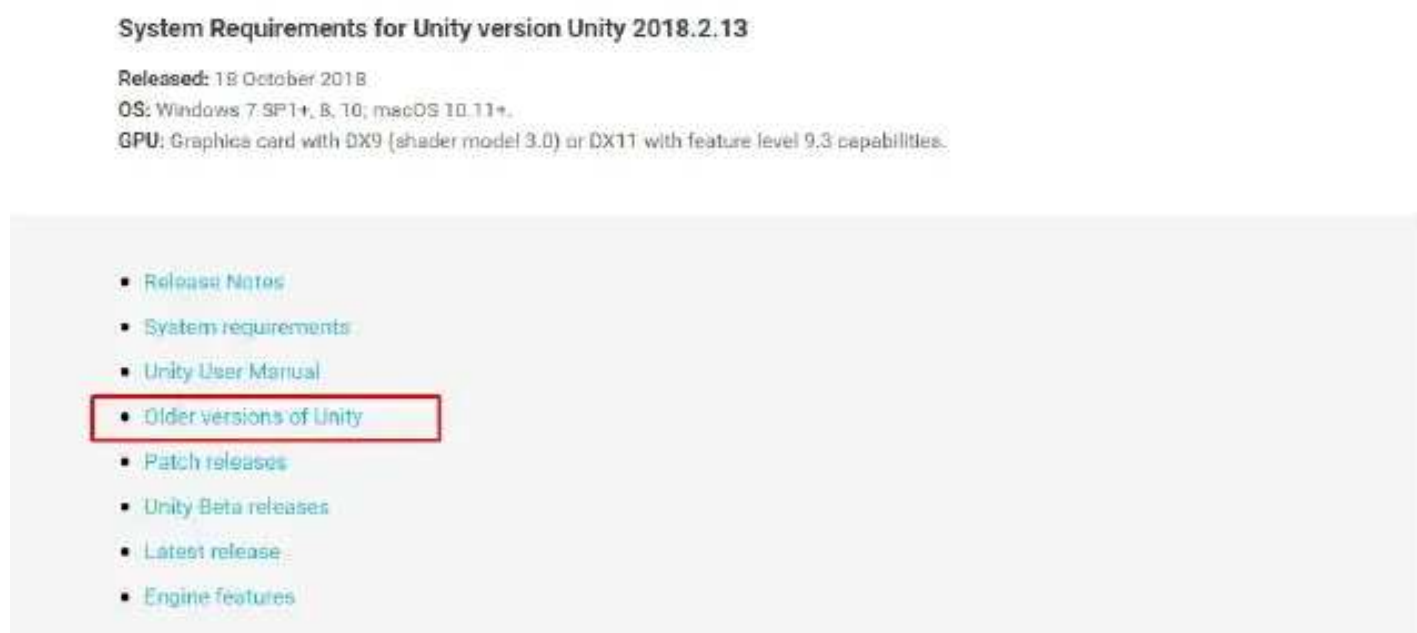 System Requirements for Unity version Unity 2018.2.13
Released: 18 October 2018
OS: Windows 7 SP1+, 8, 10; macOS 10.11+.
GPU: Graphics card with DX9 (shader model 3.0) or DX11 with feature level 9.3 capabilities.
Release Notes
System requirements
Unity User Manual
Older versions of Unity
Patch releases
Unity Beta releases
Latest release
Engine features